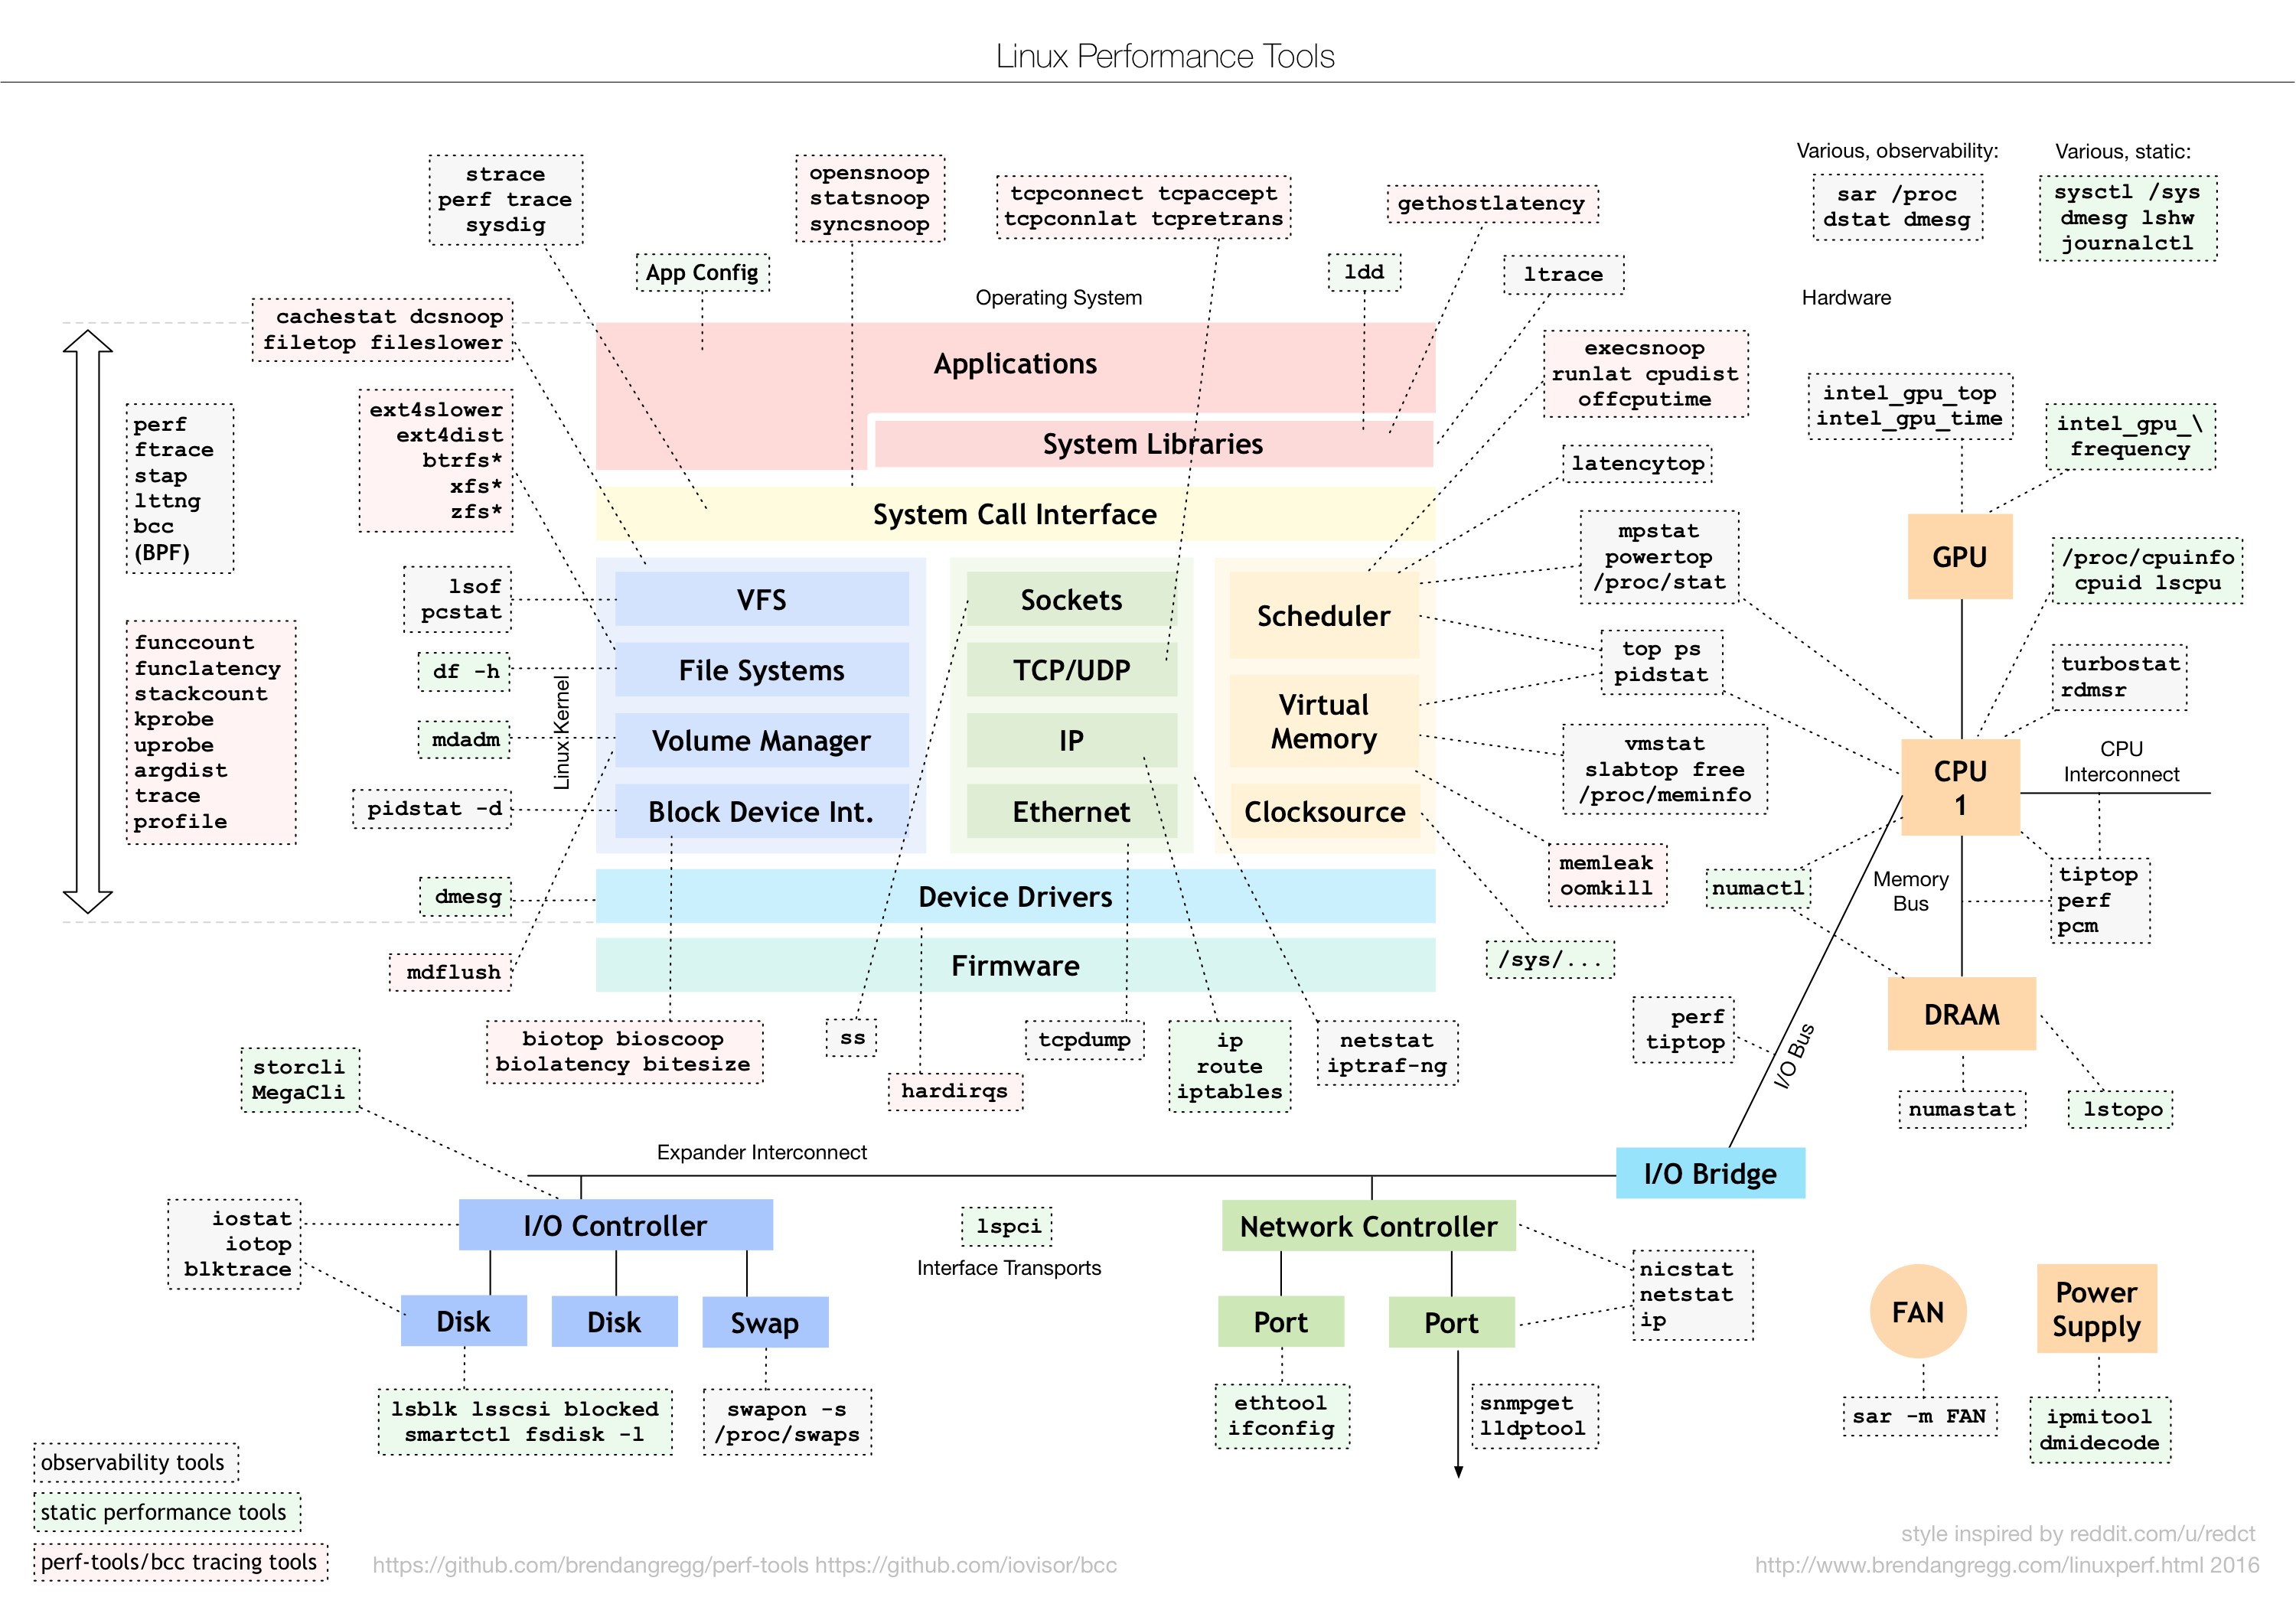 Linux Performance Tools
Various, observability:
sar /proc
dstat dmesg
Various, static:
sysctl /sys
dmesg lshw
journalctl
strace
perf trace
sysdig
opensnoop
statsnoop
syncsnoop
tcpconnect tcpaccept
tcpconnlat tcpretrans
gethostlatency
App Config
ldd
ltrace
Operating System
Hardware
cachestat dcsnoop
filetop fileslower
ext4slower
ext4dist
btrfs*
xfs*
zfs*
perf
ftrace
stap
lttng
bcc
(BPF)
lsof
pcstat
funccount
funclatency
stackcount
kprobe
uprobe
argdist
trace
profile
df -h
mdadm
pidstat -d
dmesg
mdflush
Linux Kernel
Applications
System Libraries
System Call Interface
VFS
File Systems
Volume Manager
Block Device Int.
Sockets
TCP/UDP
IP
Ethernet
Scheduler
Virtual
Memory
Clocksource
Device Drivers
Firmware
execsnoop
runlat cpudist
offcputime
latencytop
mpstat
powertop
/proc/stat
top ps
pidstat
vmstat
slabtop free
/proc/meminfo
memleak
oomkill
/sys/...
intel_gpu_top
intel_gpu_time
intel_gpu_\
frequency
GPU
/proc/cpuinfo
cpuid lscpu
turbostat
rdmsr
CPU
1
CPU
Interconnect
numactl
Memory
Bus
tiptop
perf
pcm
DRAM
perf
tiptop
I/O Bus
numastat
lstopo
biotop bioscoop
biolatency bitesize
ss
hardirqs
tcpdump
ip
route
iptables
netstat
iptraf-ng
storcli
MegaCli
Expander Interconnect
I/O Bridge
iostat
iotop
blktrace
I/O Controller
Disk
Disk
Swap
lsblk lsscsi blocked
smartctl fsdisk -l
swapon -s
/proc/swaps
lspci
Interface Transports
Network Controller
Port
Port
nicstat
netstat
ip
ethtool
ifconfig
snmpget
lldptool
FAN
sar -m FAN
Power
Supply
ipmitool
dmidecode
observability tools
static performance tools
perf-tools/bcc tracing tools
https://github.com/brendangregg/perf-tools https://github.com/iovisor/bcc
style inspired by reddit.com/u/redct
http://www.brendangregg.com/linuxperf.html 2016